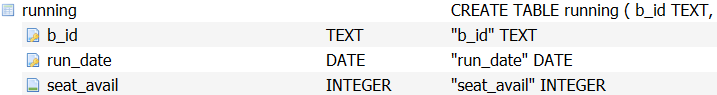 running CREATE TABLE running ( b_id TEXT,
b_id TEXT "b_id" TEXT
run_date DATE "run_date" DATE
seat_avail INTEGER "seat_avail" INTEGER